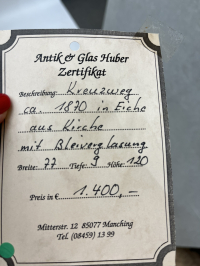 Antik & Glas Huber
Zertifikat
Beschreibung: Kreuzweg
ca. 1870 in Eiche
aus Kirche
mit Bleiverglasung
Breite: 77 Tiefe: 9 Höhe: 120
Preis in € 1.400,–
Mitterstr. 12 85077 Manching
Tel. (08459) 13 99